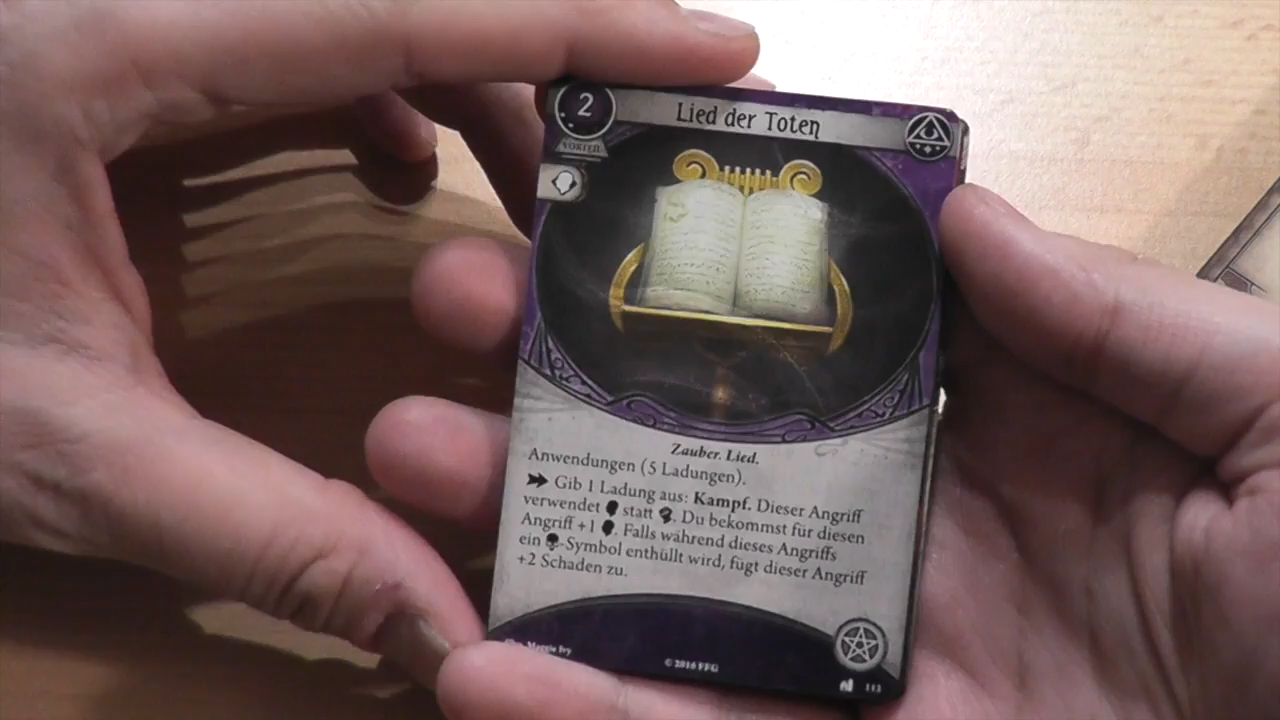 2
Lied der Toten
VORTEIL
Zauber. Lied.
Anwendungen (5 Ladungen).
Gib 1 Ladung aus: Kampf. Dieser Angriff
verwendet statt . Du bekommst für diesen
Angriff +1 . Falls während dieses Angriffs
ein -Symbol enthüllt wird, fügt dieser Angriff
+2 Schaden zu.
Maggie Ivy
© 2016 FFG
113